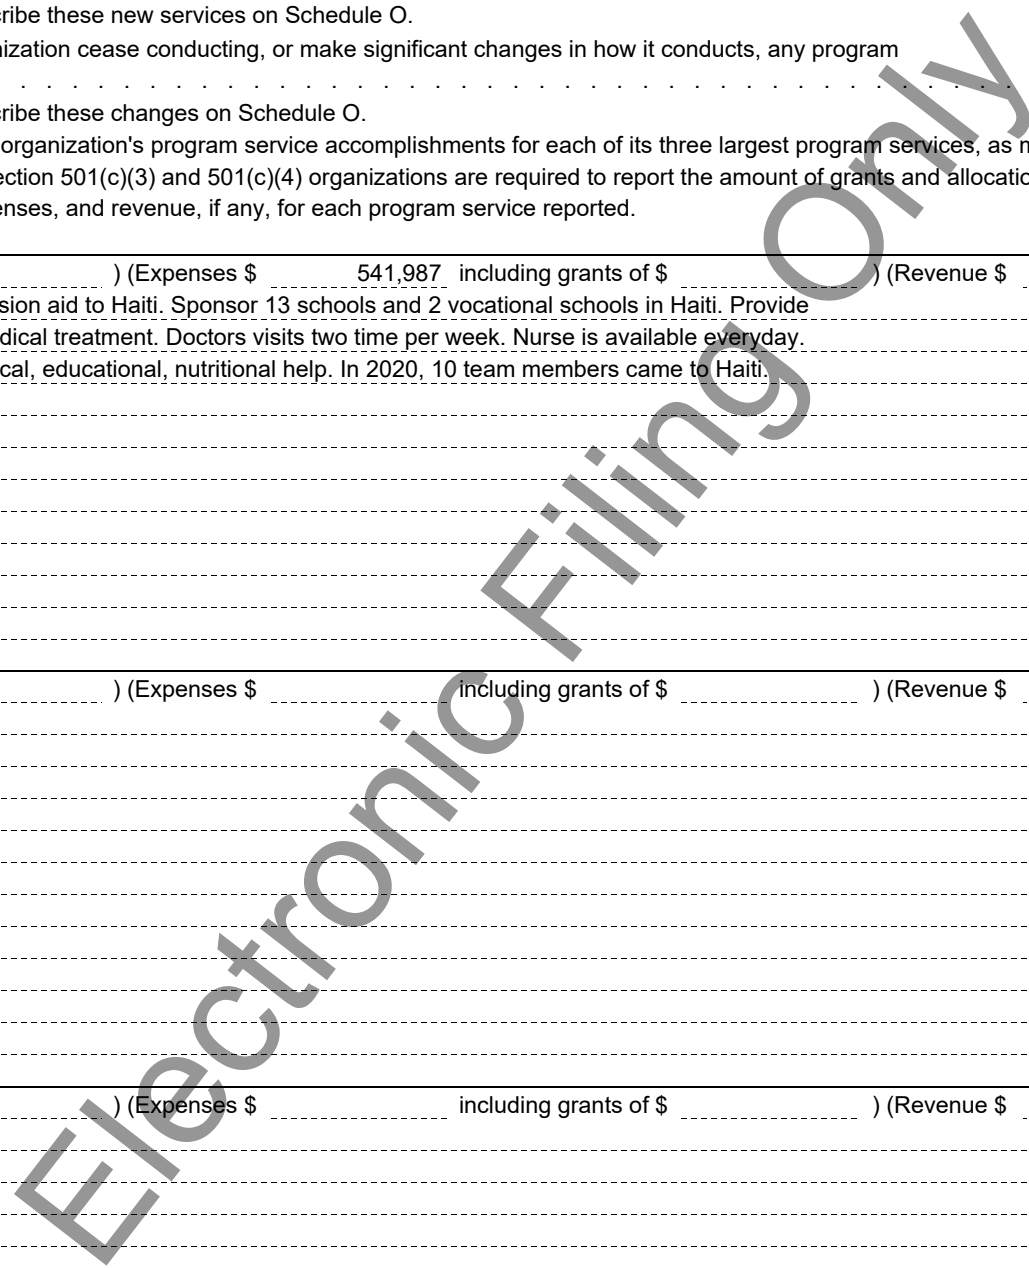 cribe these new services on Schedule O.
nization cease conducting, or make significant changes in how it conducts, any program
. . . . . . . . . . . . . . . . . . . . . . . . . . . . . . . . . . . . . . .
cribe these changes on Schedule O.
organization's program service accomplishments for each of its three largest program services, as m
ection 501(c)(3) and 501(c)(4) organizations are required to report the amount of grants and allocatio
enses, and revenue, if any, for each program service reported.
) (Expenses $ 541,987 including grants of $ ) (Revenue $
sion aid to Haiti. Sponsor 13 schools and 2 vocational schools in Haiti. Provide
dical treatment. Doctors visits two time per week. Nurse is available everyday.
cal, educational, nutritional help. In 2020, 10 team members came to Haiti.
) (Expenses $ including grants of $ ) (Revenue $
) (Expenses $ including grants of $ ) (Revenue $
Electronic Filing Only